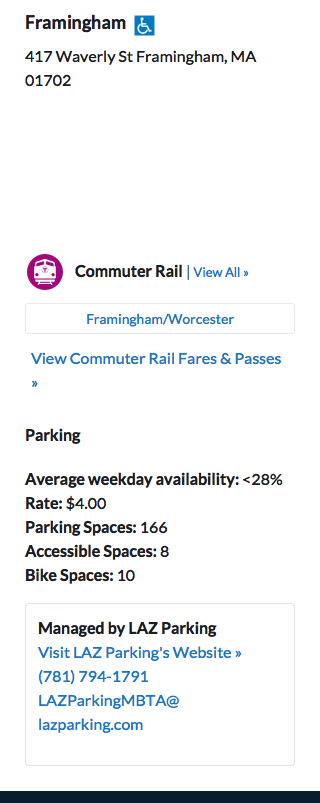 Framingham
417 Waverly St Framingham, MA
01702
Commuter Rail | View All »
Framingham/Worcester
View Commuter Rail Fares & Passes
»
Parking
Average weekday availability: <28%
Rate: $4.00
Parking Spaces: 166
Accessible Spaces: 8
Bike Spaces: 10
Managed by LAZ Parking
Visit LAZ Parking's Website »
(781) 794-1791
LAZParkingMBTA@
lazparking.com